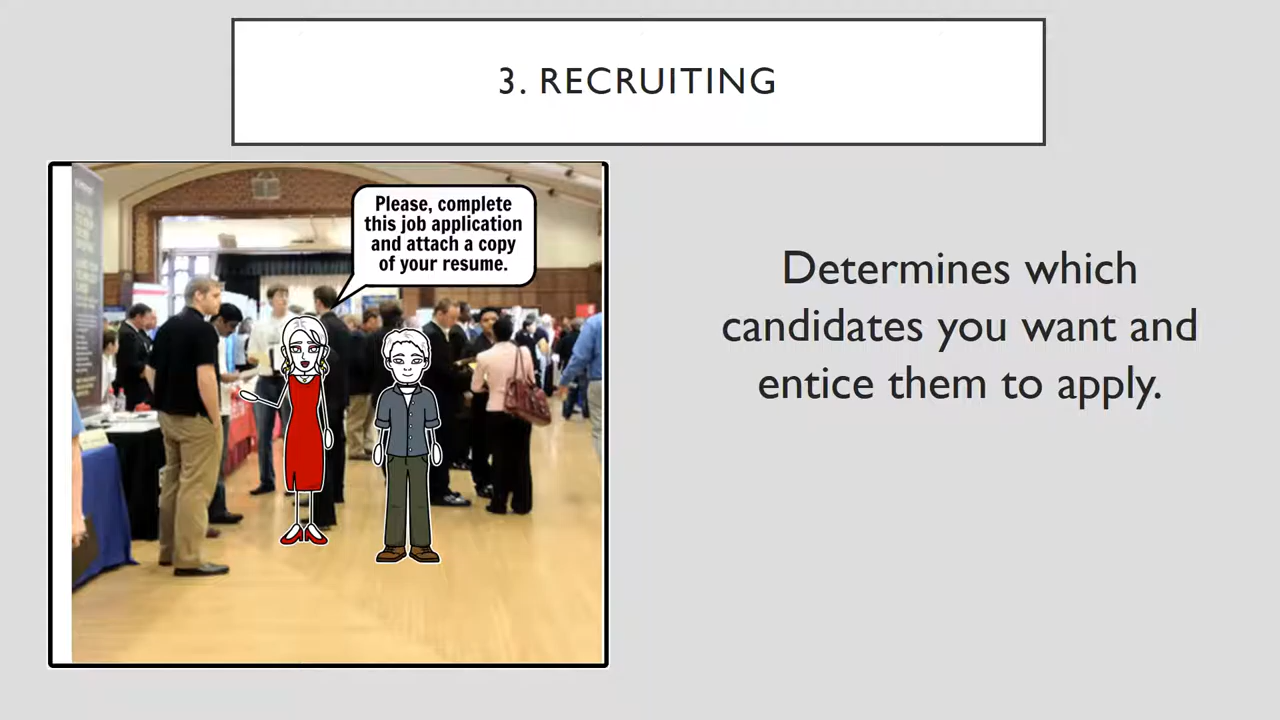 3. RECRUITING
Please, complete
this job application
and attach a copy
of your resume.
Determines which
candidates you want and
entice them to apply.